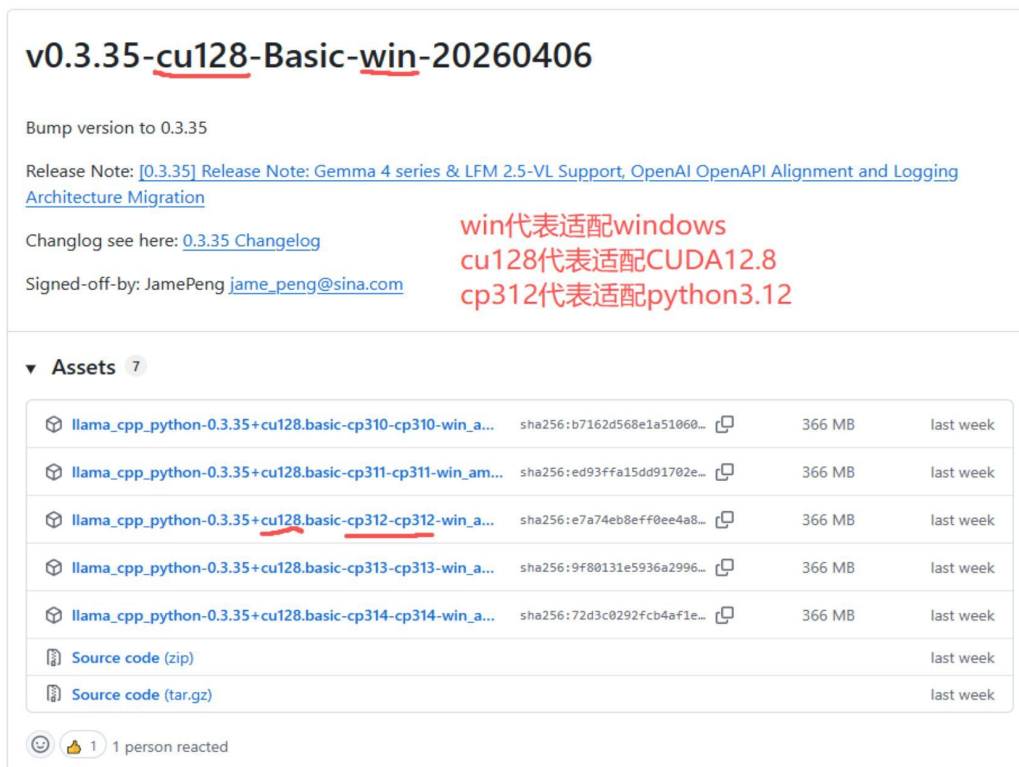 v0.3.35-cu128-Basic-win-20260406
Bump version to 0.3.35
Release Note: [0.3.35] Release Note: Gemma 4 series & LFM 2.5-VL Support, OpenAI OpenAPI Alignment and Logging
Architecture Migration
Changlog see here: 0.3.35 Changelog
Signed-off-by: JamePeng jame_peng@sina.com
win代表适配windows
cu128代表适配CUDA12.8
cp312代表适配python3.12
Assets 7
llama_cpp_python-0.3.35+cu128.basic-cp310-cp310-win_a... sha256:b7162d568e1a51060… 366 MB last week
llama_cpp_python-0.3.35+cu128.basic-cp311-cp311-win_am... sha256:ed93ffa15dd91702e… 366 MB last week
llama_cpp_python-0.3.35+cu128.basic-cp312-cp312-win_a... sha256:e7a74eb8eff0ee4a8… 366 MB last week
llama_cpp_python-0.3.35+cu128.basic-cp313-cp313-win_a... sha256:9f80131e5936a2996… 366 MB last week
llama_cpp_python-0.3.35+cu128.basic-cp314-cp314-win_a... sha256:72d3c0292fcb4af1e… 366 MB last week
Source code (zip) last week
Source code (tar.gz) last week
1 1 person reacted